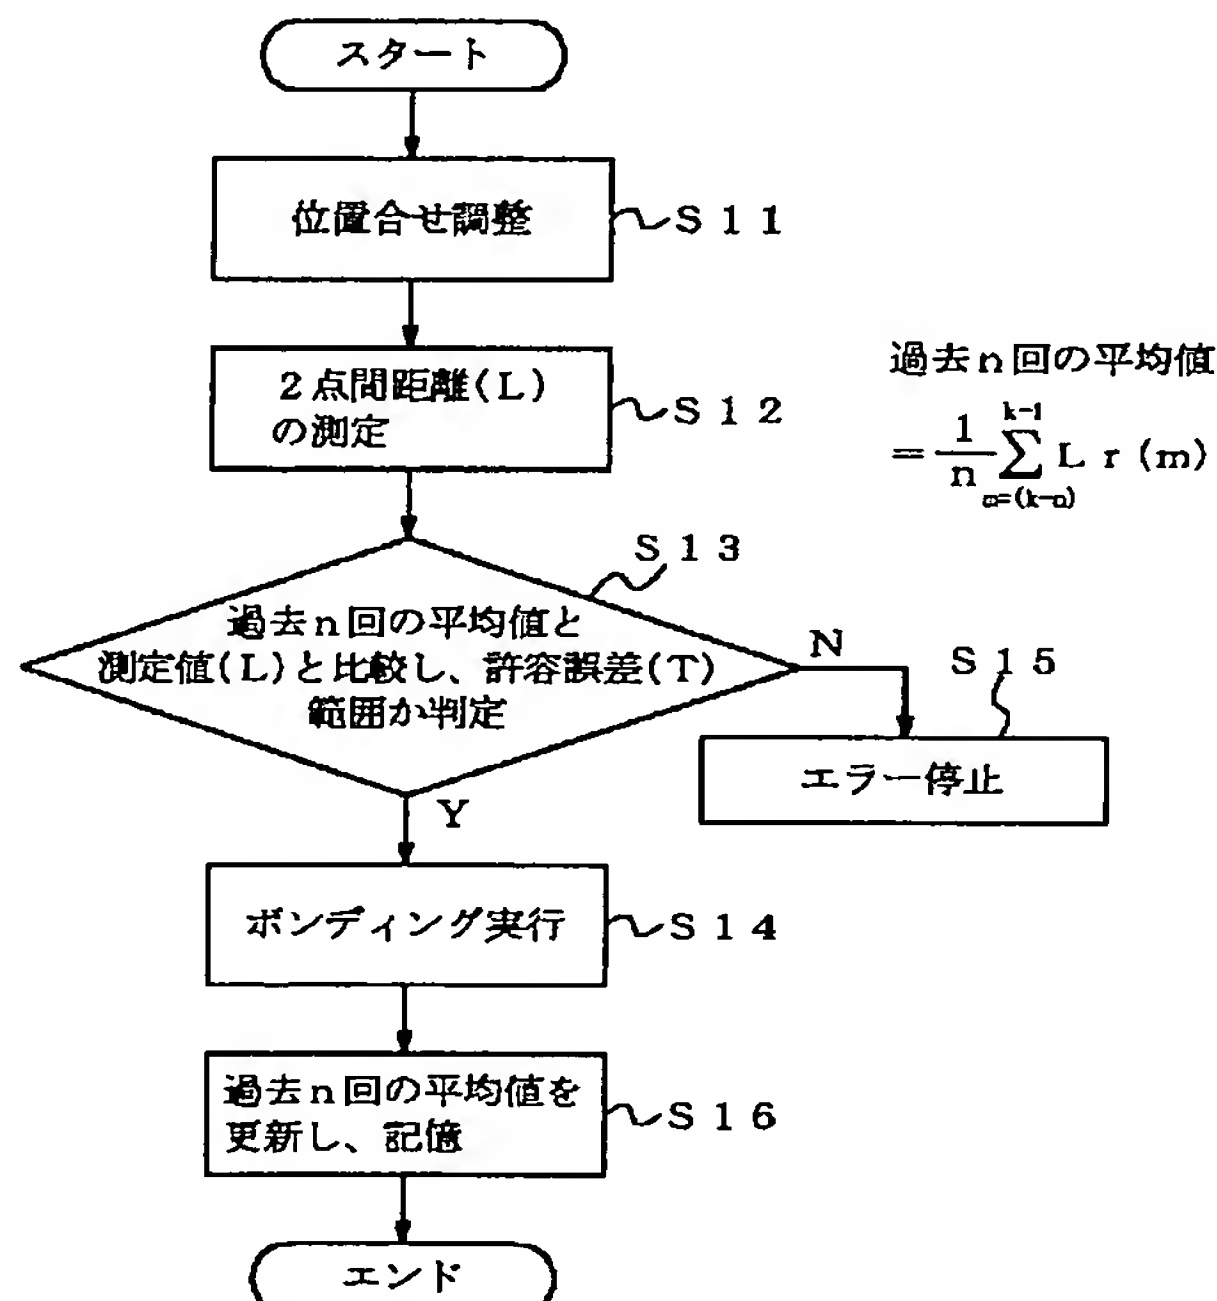 スタート
位置合せ調整
S11
2点間距離(L)
の測定
S12
過去n回の平均値
= 1/n Σ Lr(m)
k-1
m=(k-n)
S13
過去n回の平均値と
測定値(L)と比較し、許容誤差(T)
範囲か判定
N
S15
エラー停止
Y
ボンディング実行
S14
過去n回の平均値を
更新し、記憶
S16
エンド